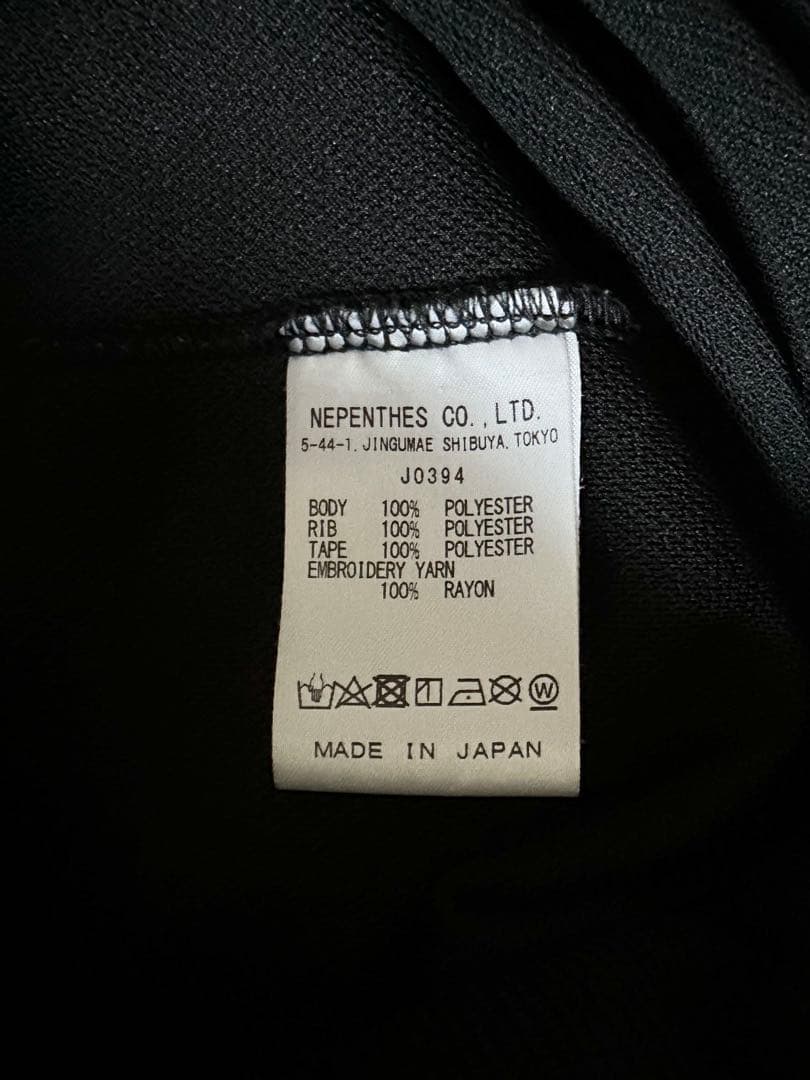 NEPENTHES CO.,LTD.
5-44-1, JINGUMAE SHIBUYA, TOKYO
J0394
BODY 100% POLYESTER
RIB 100% POLYESTER
TAPE 100% POLYESTER
EMBROIDERY YARN
100% RAYON
W
MADE IN JAPAN